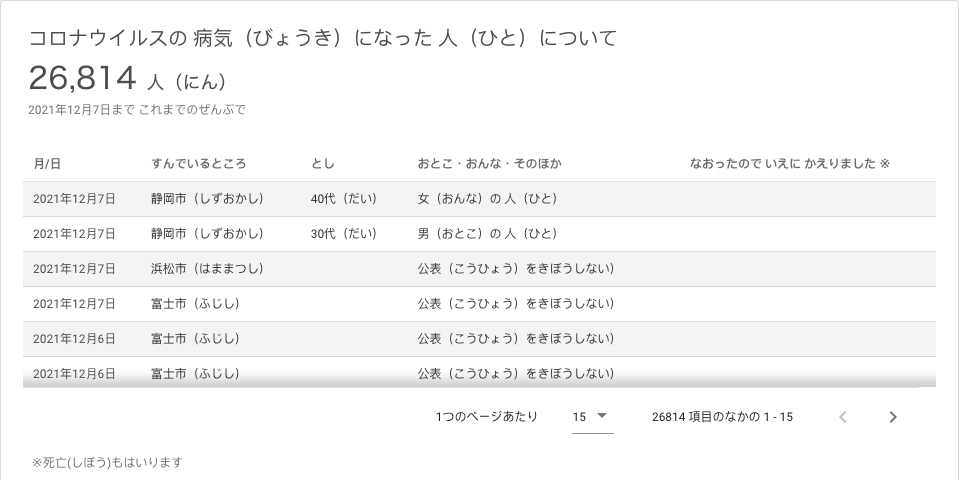 コロナウイルスの 病気（びょうき）になった 人（ひと）について
26,814 人（にん）
2021年12月7日まで これまでのぜんぶで
月/日 すんでいるところ とし おとこ・おんな・そのほか なおったので いえに かえりました ※
2021年12月7日 静岡市（しずおかし） 40代（だい） 女（おんな）の 人（ひと）
2021年12月7日 静岡市（しずおかし） 30代（だい） 男（おとこ）の 人（ひと）
2021年12月7日 浜松市（はままつし） 公表（こうひょう）をきぼうしない）
2021年12月7日 富士市（ふじし） 公表（こうひょう）をきぼうしない）
2021年12月6日 富士市（ふじし） 公表（こうひょう）をきぼうしない）
2021年12月6日 富士市（ふじし） 公表（こうひょう）をきぼうしない）
1つのページあたり 15 26814 項目のなかの 1 - 15
※死亡(しぼう)もはいります